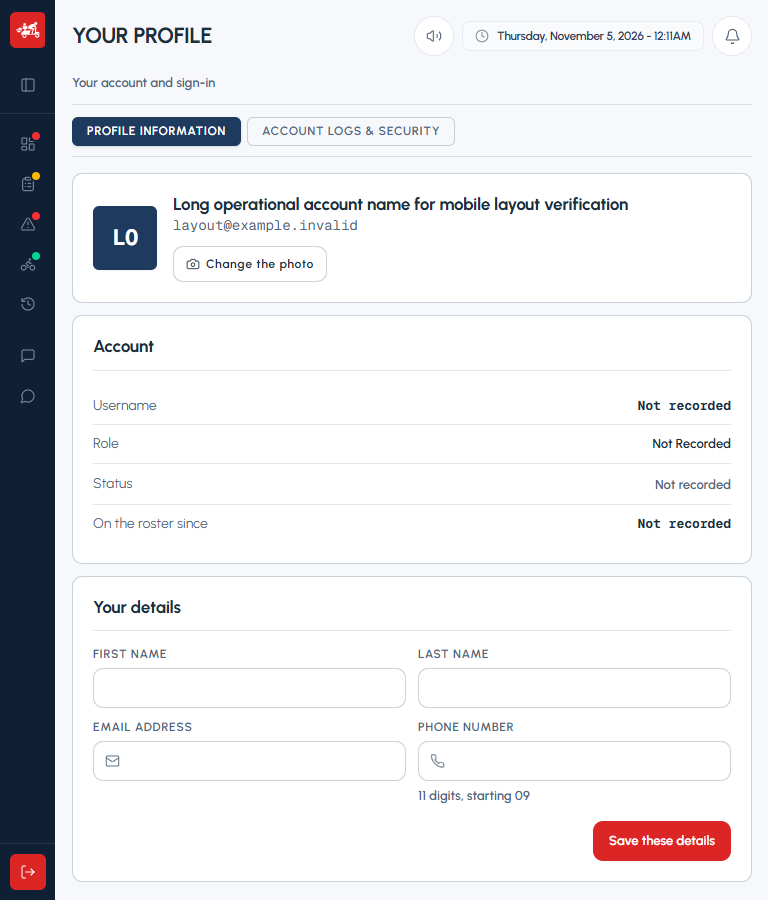 YOUR PROFILE
Thursday, November 5, 2026 - 12:11AM
Your account and sign-in
PROFILE INFORMATION
ACCOUNT LOGS & SECURITY
LO
Long operational account name for mobile layout verification
layout@example.invalid
Change the photo
Account
Username Not recorded
Role Not Recorded
Status Not recorded
On the roster since Not recorded
Your details
FIRST NAME LAST NAME
EMAIL ADDRESS PHONE NUMBER
11 digits, starting 09
Save these details